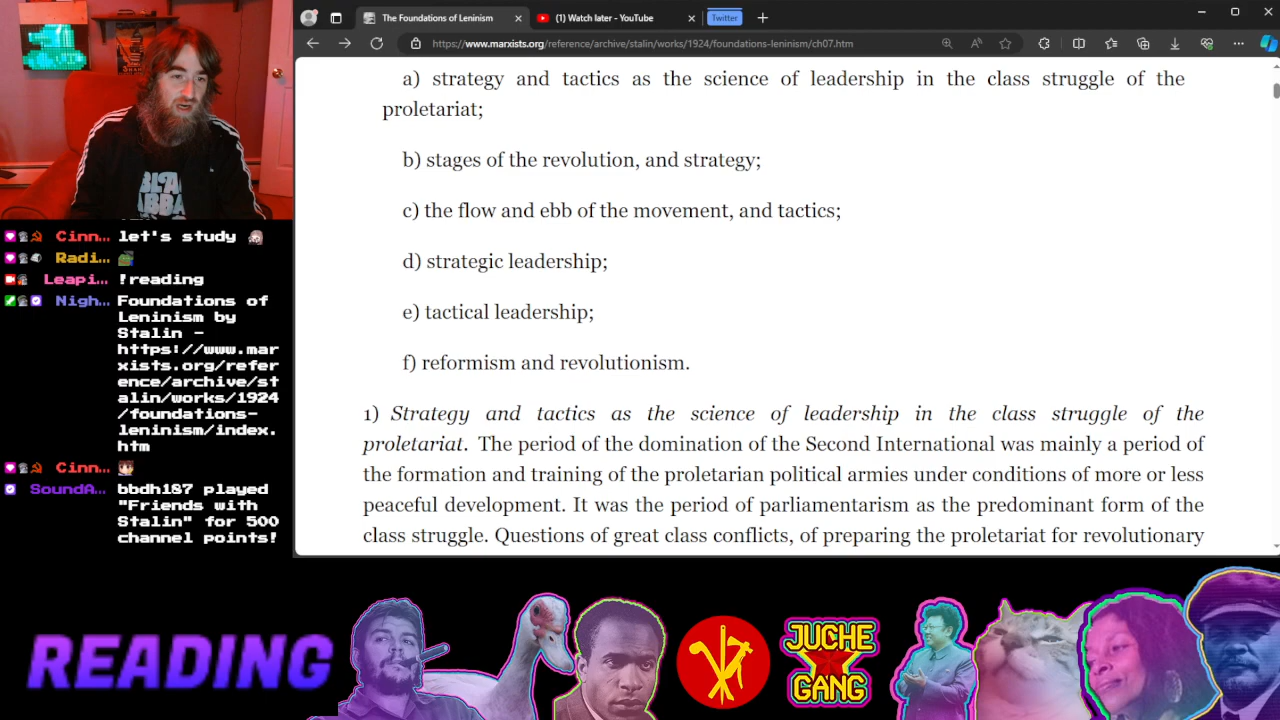 The Foundations of Leninism
(1) Watch later - YouTube
Twitter
https://www.marxists.org/reference/archive/stalin/works/1924/foundations-leninism/ch07.htm
a) strategy and tactics as the science of leadership in the class struggle of the
proletariat;
b) stages of the revolution, and strategy;
c) the flow and ebb of the movement, and tactics;
d) strategic leadership;
e) tactical leadership;
f) reformism and revolutionism.
1) Strategy and tactics as the science of leadership in the class struggle of the
proletariat. The period of the domination of the Second International was mainly a period of
the formation and training of the proletarian political armies under conditions of more or less
peaceful development. It was the period of parliamentarism as the predominant form of the
class struggle. Questions of great class conflicts, of preparing the proletariat for revolutionary
Cinn... let's study
Radi...
Leapi... !reading
Nigh... Foundations of
Leninism by
Stalin -
https://www.mar
xists.org/refer
ence/archive/st
alin/works/1924
/foundations-
leninism/index.
htm
Cinn...
SoundA... bbdh187 played
"Friends with
Stalin" for 500
channel points!
READING
JUCHE
GANG